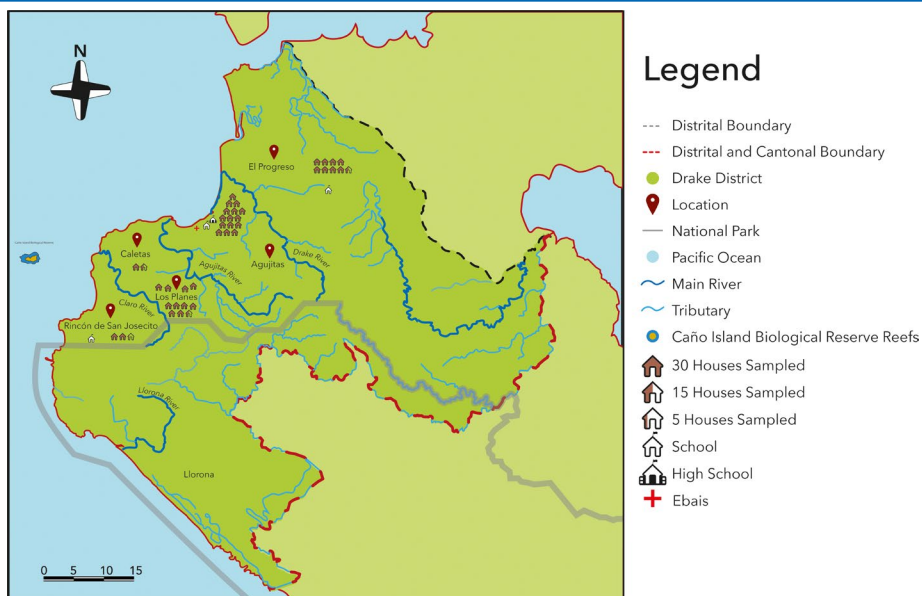 N
El Progreso
Caletas
Agujitas
Drake River
Agujitas River
Los Planes
Claro River
Rincón de San Josecito
Llorona River
Llorona
0 5 10 15
Legend
Distrital Boundary
Distrital and Cantonal Boundary
Drake District
Location
National Park
Pacific Ocean
Main River
Tributary
Caño Island Biological Reserve Reefs
30 Houses Sampled
15 Houses Sampled
5 Houses Sampled
School
High School
Ebais